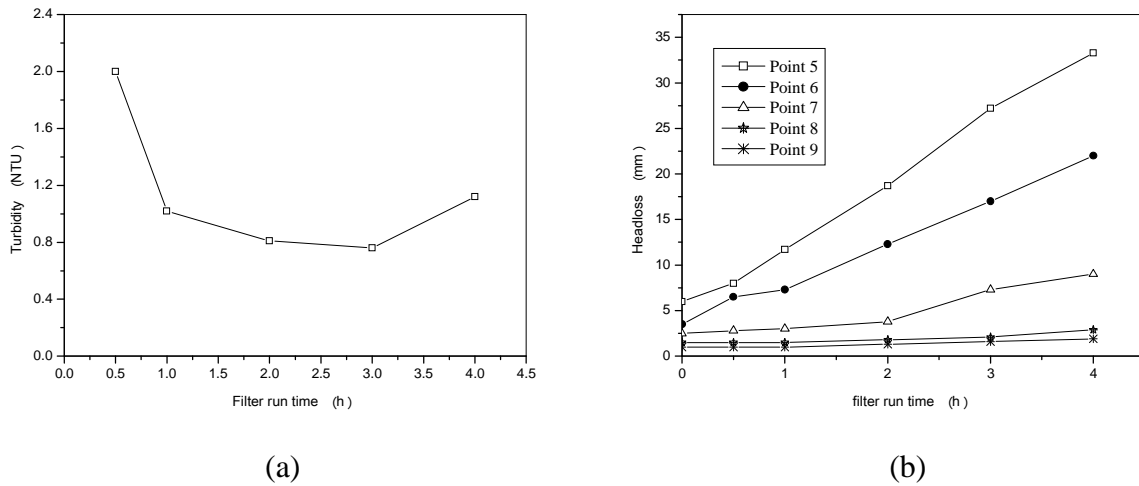 2.4
2.0
1.6
1.2
0.8
0.4
0.0
Turbidity (NTU)
0.0 0.5 1.0 1.5 2.0 2.5 3.0 3.5 4.0 4.5
Filter run time (h)
(a)
35
30
25
20
15
10
5
0
Headloss (mm)
Point 5
Point 6
Point 7
Point 8
Point 9
0 1 2 3 4
filter run time (h)
(b)